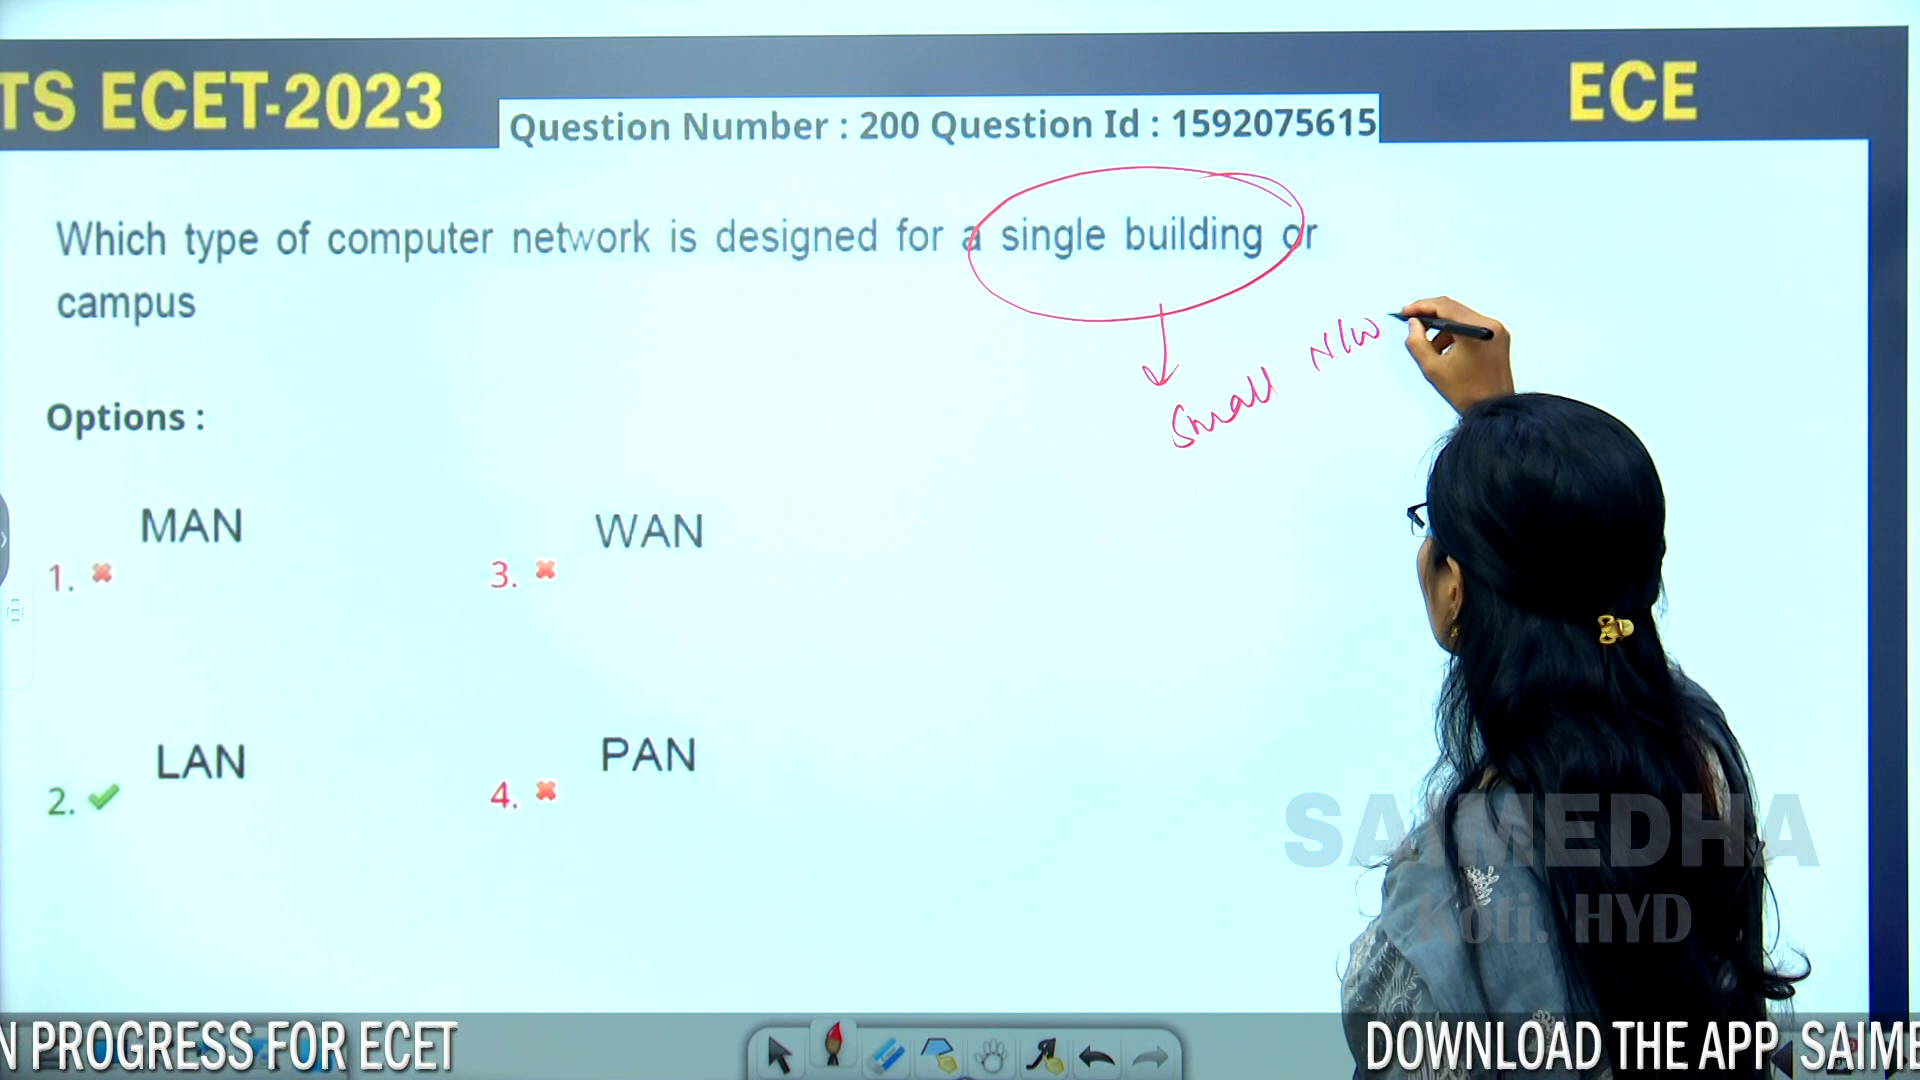 TS ECET-2023
ECE
Question Number : 200 Question Id : 1592075615
Which type of computer network is designed for a single building or
campus
Small N/W
Options :
MAN
1.
WAN
3.
LAN
2.
PAN
4.
SAIMEDHA
Koti. HYD
N PROGRESS FOR ECET
DOWNLOAD THE APP SAIME